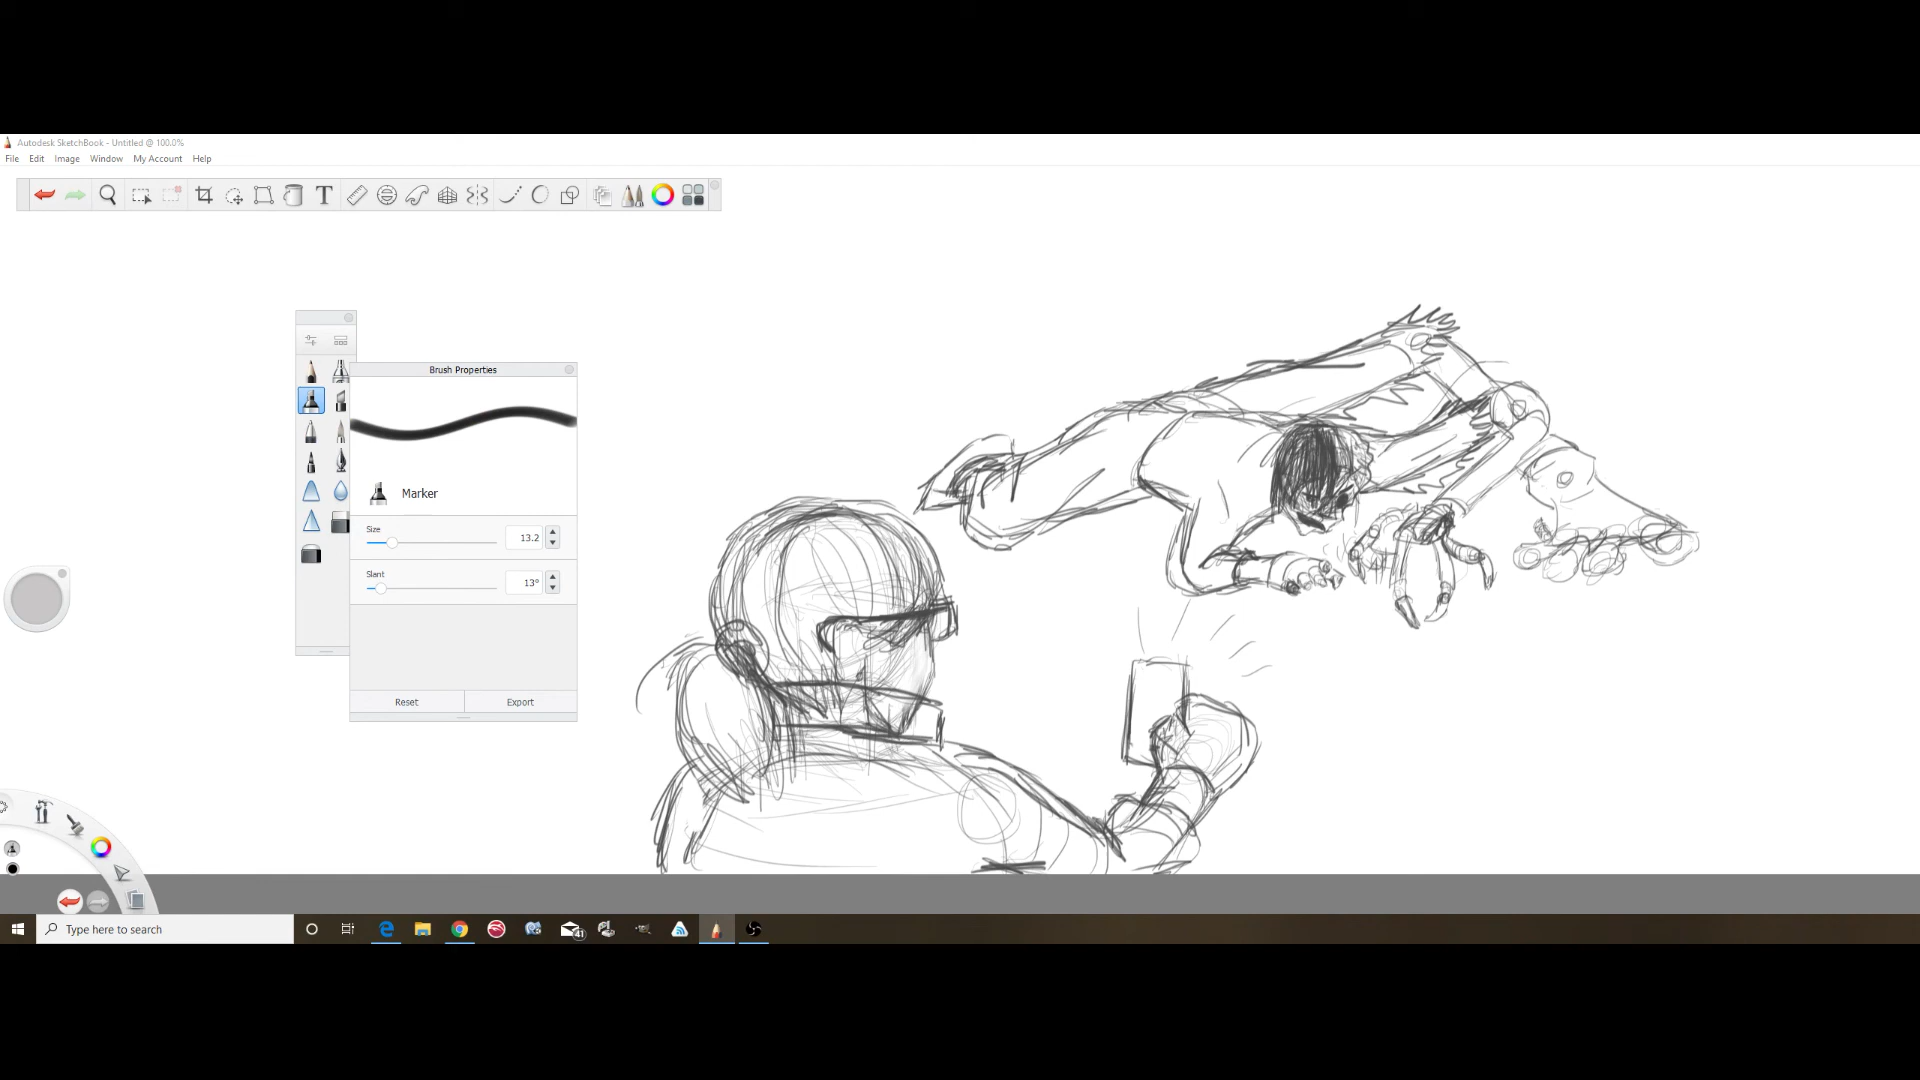 Autodesk SketchBook - Untitled @ 100.0%
File Edit Image Window My Account Help
T
Brush Properties
Marker
Size
13.2
Slant
13°
Reset Export
Type here to search
41